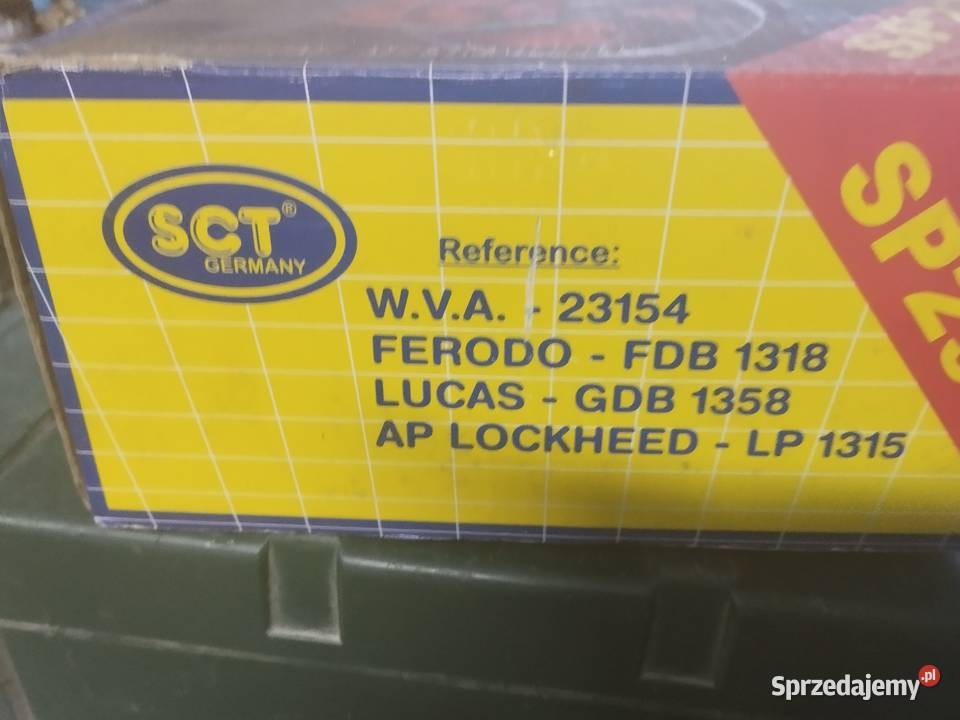 SCT®
GERMANY
Reference:
W.V.A. - 23154
FERODO - FDB 1318
LUCAS - GDB 1358
AP LOCKHEED - LP 1315
Sprzedajemy.pl